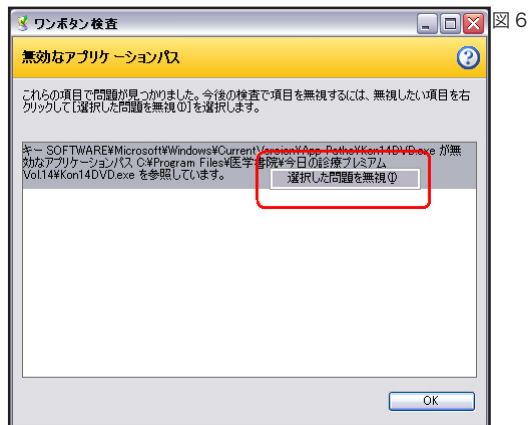 ワンボタン検査
図 6
無効なアプリケーションパス
これらの項目で問題が見つかりました。今後の検査で項目を無視するには、無視したい項目を右
クリックして[選択した問題を無視(I)]を選択します。
キー SOFTWARE¥Microsoft¥Windows¥CurrentVersion¥App Paths¥Kon14DVD.exe が無
効なアプリケーションパス C:¥Program Files¥医学書院¥今日の診療プレミアム
Vol.14¥Kon14DVD.exe を参照しています。
選択した問題を無視(I)
OK